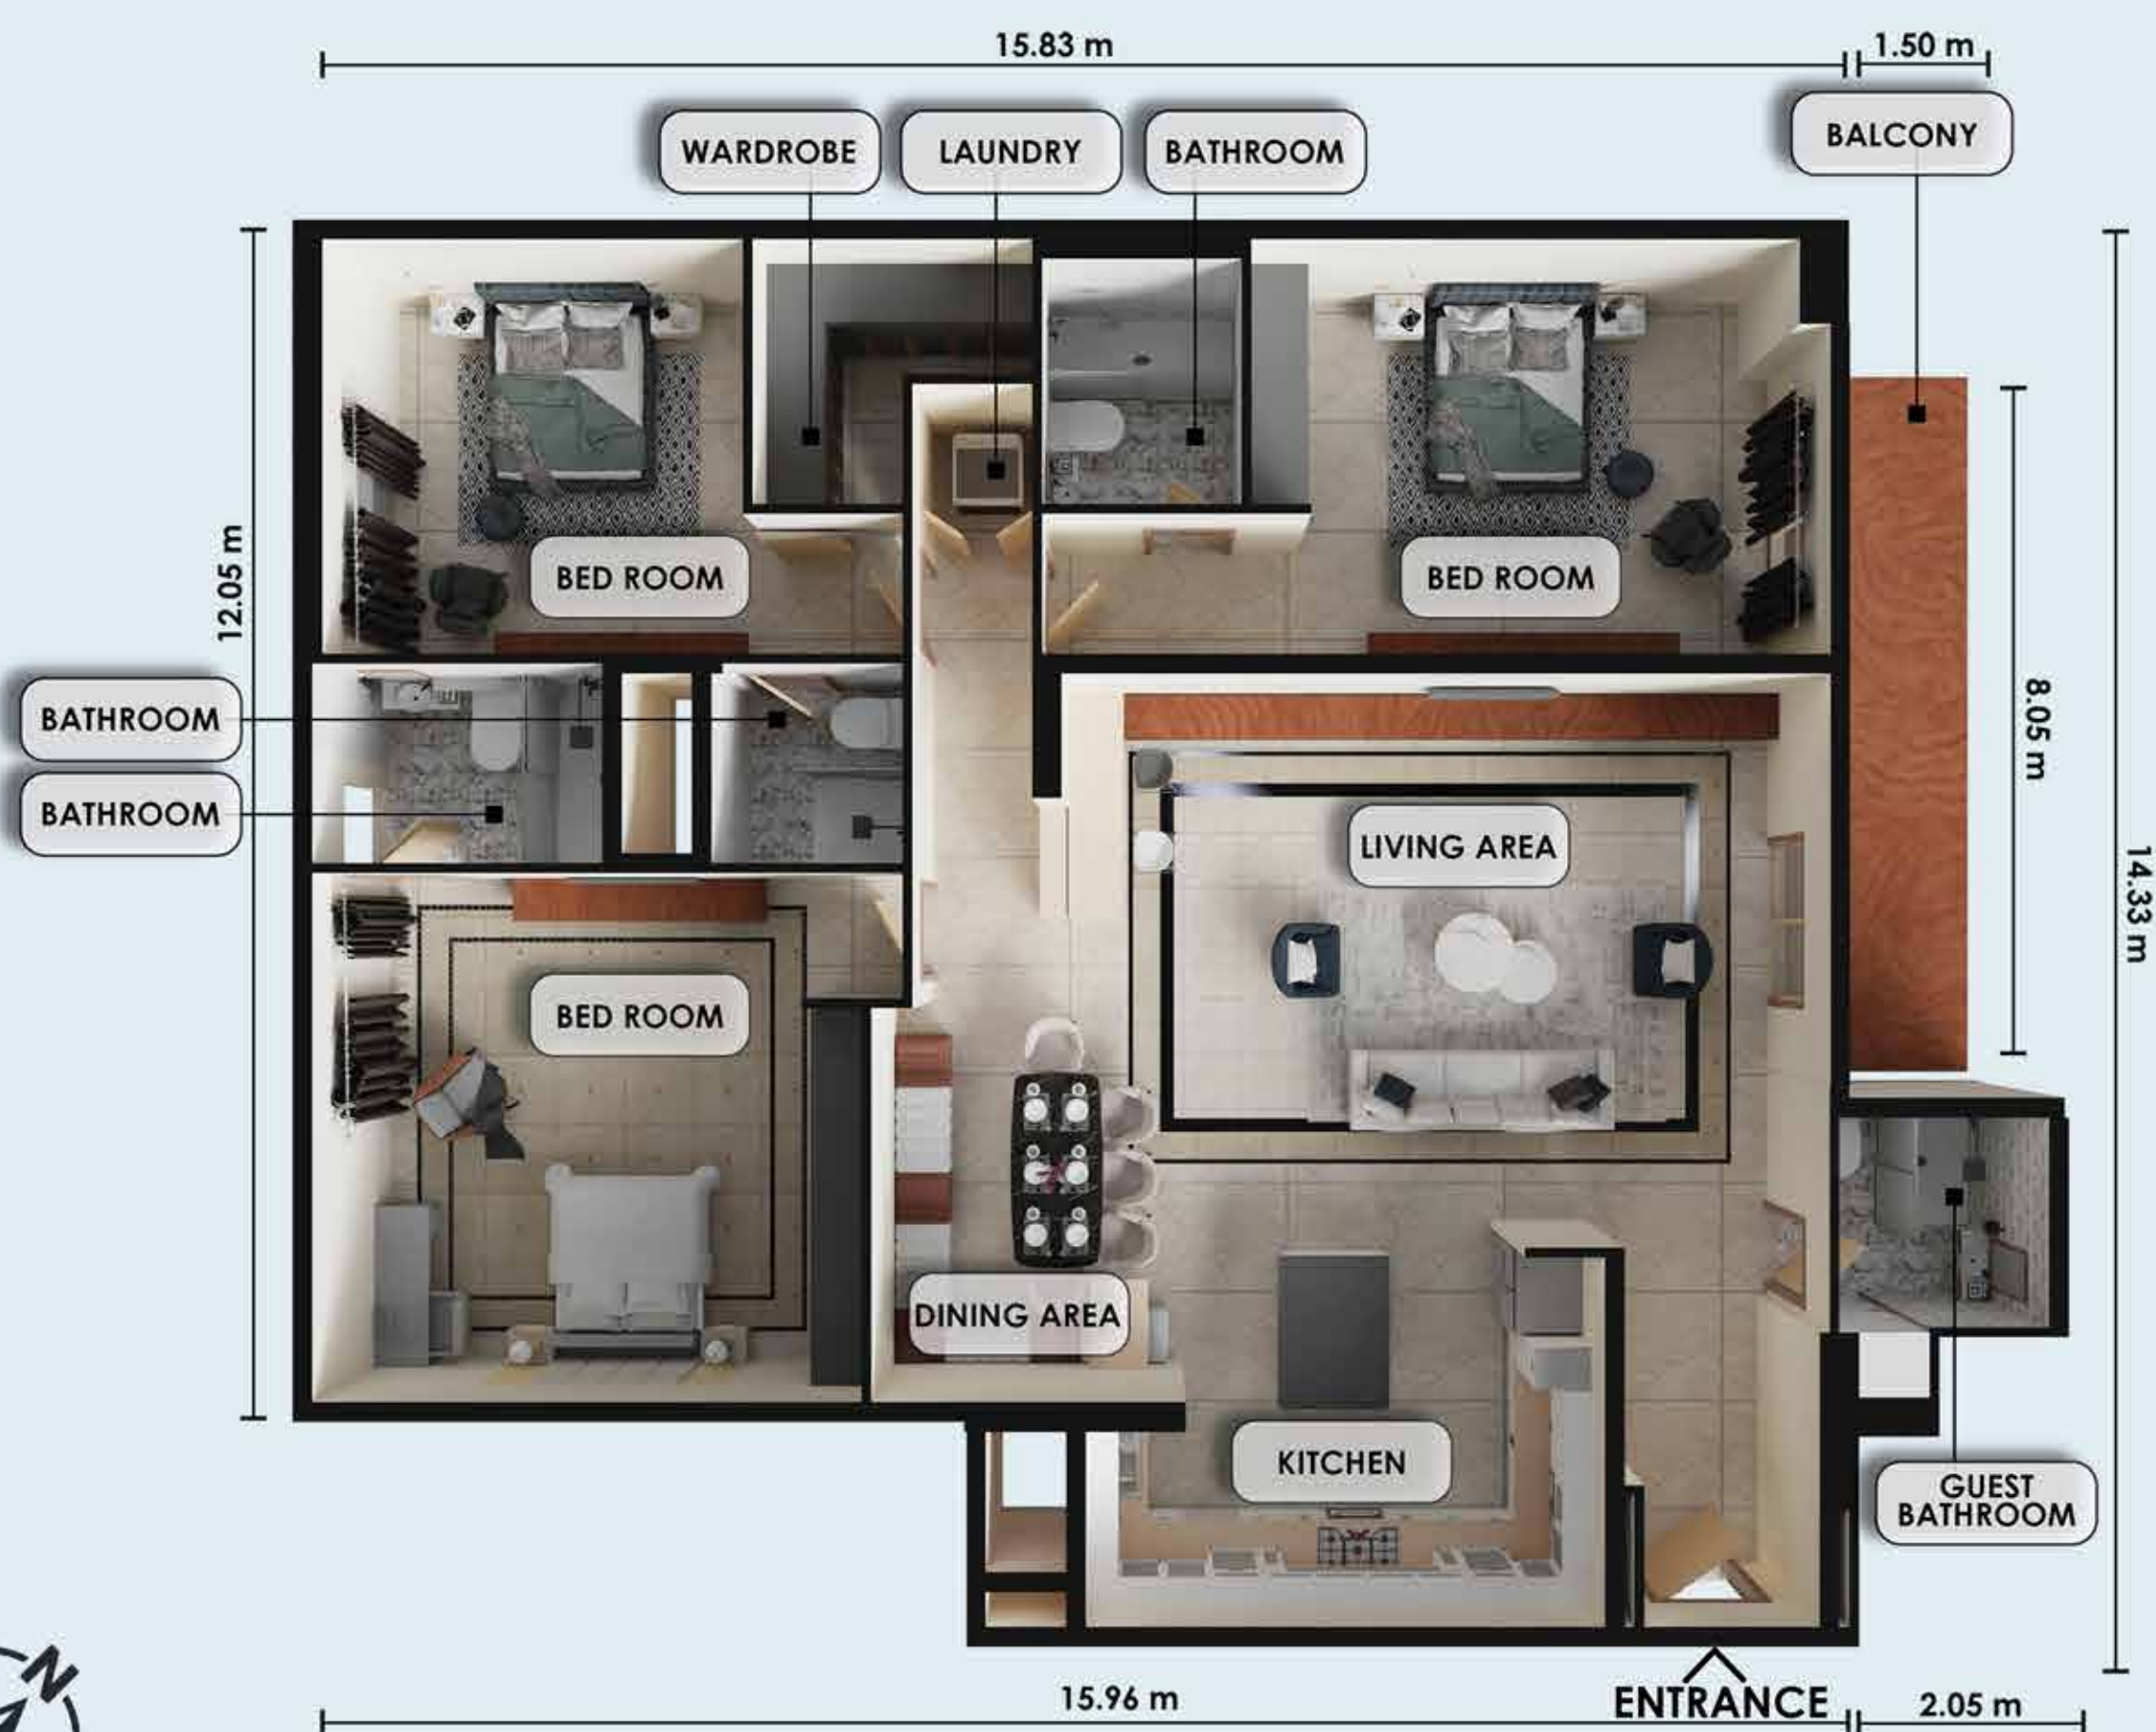 15.83 m
1.50 m
WARDROBE
LAUNDRY
BATHROOM
BALCONY
12.05 m
BED ROOM
BED ROOM
BATHROOM
BATHROOM
8.05 m
LIVING AREA
14.33 m
BED ROOM
DINING AREA
KITCHEN
GUEST
BATHROOM
N
ENTRANCE
15.96 m
2.05 m